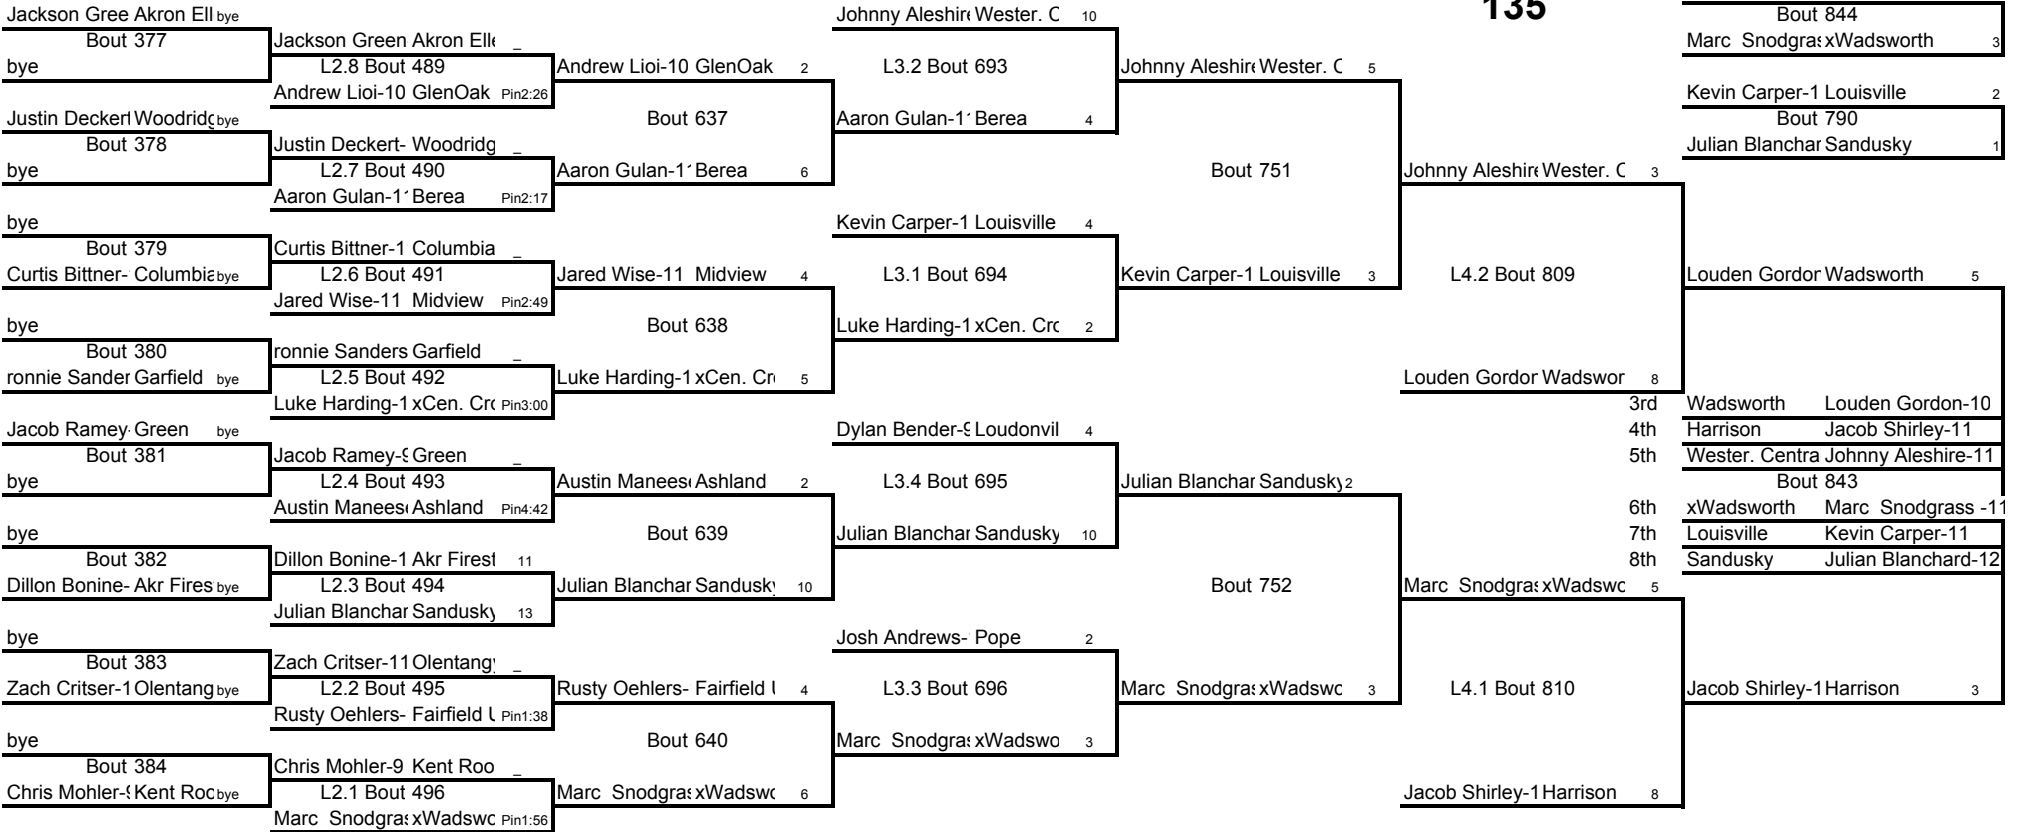 135
Jackson Gree Akron Ell bye
Bout 377
bye
Justin Deckert Woodridg bye
Bout 378
bye
bye
Bout 379
Curtis Bittner- Columbia bye
bye
Bout 380
ronnie Sander Garfield bye
Jacob Ramey- Green bye
Bout 381
bye
bye
Bout 382
Dillon Bonine- Akr Fires bye
bye
Bout 383
Zach Critser-1 Olentang bye
bye
Bout 384
Chris Mohler-9 Kent Roo bye
Jackson Green Akron Elle _
L2.8 Bout 489
Andrew Lioi-10 GlenOak Pin2:26
Justin Deckert- Woodridg _
L2.7 Bout 490
Aaron Gulan-11 Berea Pin2:17
Curtis Bittner-1 Columbia _
L2.6 Bout 491
Jared Wise-11 Midview Pin2:49
ronnie Sanders Garfield _
L2.5 Bout 492
Luke Harding-1 xCen. Cro Pin3:00
Jacob Ramey-9 Green _
L2.4 Bout 493
Austin Maneese Ashland Pin4:42
Dillon Bonine-1 Akr Firest 11
L2.3 Bout 494
Julian Blanchar Sandusky 13
Zach Critser-11 Olentangy _
L2.2 Bout 495
Rusty Oehlers- Fairfield U Pin1:38
Chris Mohler-9 Kent Roo _
L2.1 Bout 496
Marc Snodgras xWadswo Pin1:56
Andrew Lioi-10 GlenOak 2
Bout 637
Aaron Gulan-11 Berea 6
Jared Wise-11 Midview 4
Bout 638
Luke Harding-1 xCen. Cro 5
Austin Maneese Ashland 2
Bout 639
Julian Blanchar Sandusky 10
Rusty Oehlers- Fairfield U 4
Bout 640
Marc Snodgras xWadswo 6
Johnny Aleshire Wester. C 10
L3.2 Bout 693
Aaron Gulan-11 Berea 4
Kevin Carper-1 Louisville 4
L3.1 Bout 694
Luke Harding-1 xCen. Cro 2
Dylan Bender-9 Loudonvil 4
L3.4 Bout 695
Julian Blanchar Sandusky 10
Josh Andrews- Pope 2
L3.3 Bout 696
Marc Snodgras xWadswo 3
Johnny Aleshire Wester. C 5
Bout 751
Kevin Carper-1 Louisville 3
Julian Blanchar Sandusky 2
Bout 752
Marc Snodgras xWadswo 3
Johnny Aleshire Wester. C 3
L4.2 Bout 809
Louden Gordon Wadswor 8
Marc Snodgras xWadswo 5
L4.1 Bout 810
Jacob Shirley-1 Harrison 8
Bout 844
Marc Snodgras xWadsworth 3
Kevin Carper-1 Louisville 2
Bout 790
Julian Blanchar Sandusky 1
Louden Gordon Wadsworth 5
3rd Wadsworth Louden Gordon-10
4th Harrison Jacob Shirley-11
5th Wester. Centra Johnny Aleshire-11
Bout 843
6th xWadsworth Marc Snodgrass -11
7th Louisville Kevin Carper-11
8th Sandusky Julian Blanchard-12
Jacob Shirley-1 Harrison 3